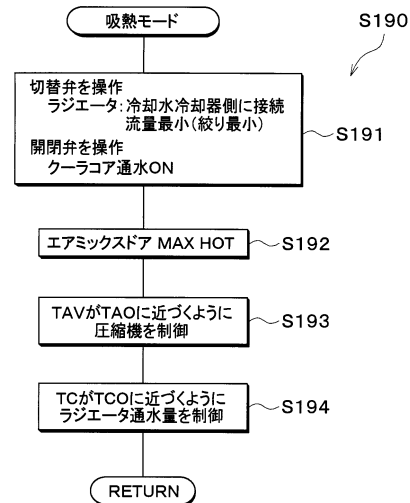 吸熱モード
S190
切替弁を操作
ラジエータ:冷却水冷却器側に接続
流量最小(絞り最小)
開閉弁を操作
クーラコア通水ON
S191
エアミックスドア MAX HOT
S192
TAVがTAOに近づくように
圧縮機を制御
S193
TCがTCOに近づくように
ラジエータ通水量を制御
S194
RETURN